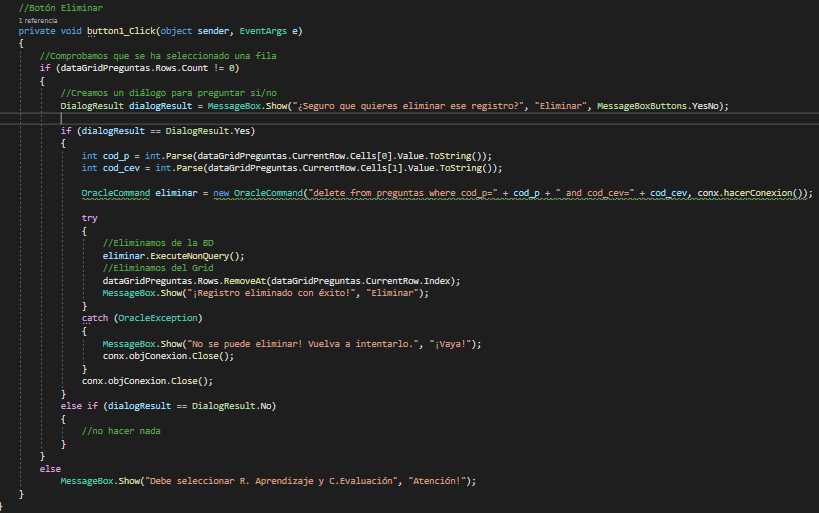 //Botón Eliminar
1 referencia
private void button1_Click(object sender, EventArgs e)
{
//Comprobamos que se ha seleccionado una fila
if (dataGridPreguntas.Rows.Count != 0)
{
//Creamos un diálogo para preguntar si/no
DialogResult dialogResult = MessageBox.Show("¿Seguro que quieres eliminar ese registro?", "Eliminar", MessageBoxButtons.YesNo);
if (dialogResult == DialogResult.Yes)
{
int cod_p = int.Parse(dataGridPreguntas.CurrentRow.Cells[0].Value.ToString());
int cod_cev = int.Parse(dataGridPreguntas.CurrentRow.Cells[1].Value.ToString());
OracleCommand eliminar = new OracleCommand("delete from preguntas where cod_p=" + cod_p + " and cod_cev=" + cod_cev, conx.hacerConexion());
try
{
//Eliminamos de la BD
eliminar.ExecuteNonQuery();
//Eliminamos del Grid
dataGridPreguntas.Rows.RemoveAt(dataGridPreguntas.CurrentRow.Index);
MessageBox.Show("¡Registro eliminado con éxito!", "Eliminar");
}
catch (OracleException)
{
MessageBox.Show("No se puede eliminar! Vuelva a intentarlo.", "¡Vaya!");
conx.objConexion.Close();
}
conx.objConexion.Close();
}
else if (dialogResult == DialogResult.No)
{
//no hacer nada
}
}
else
MessageBox.Show("Debe seleccionar R. Aprendizaje y C.Evaluación", "Atención!");
}
}